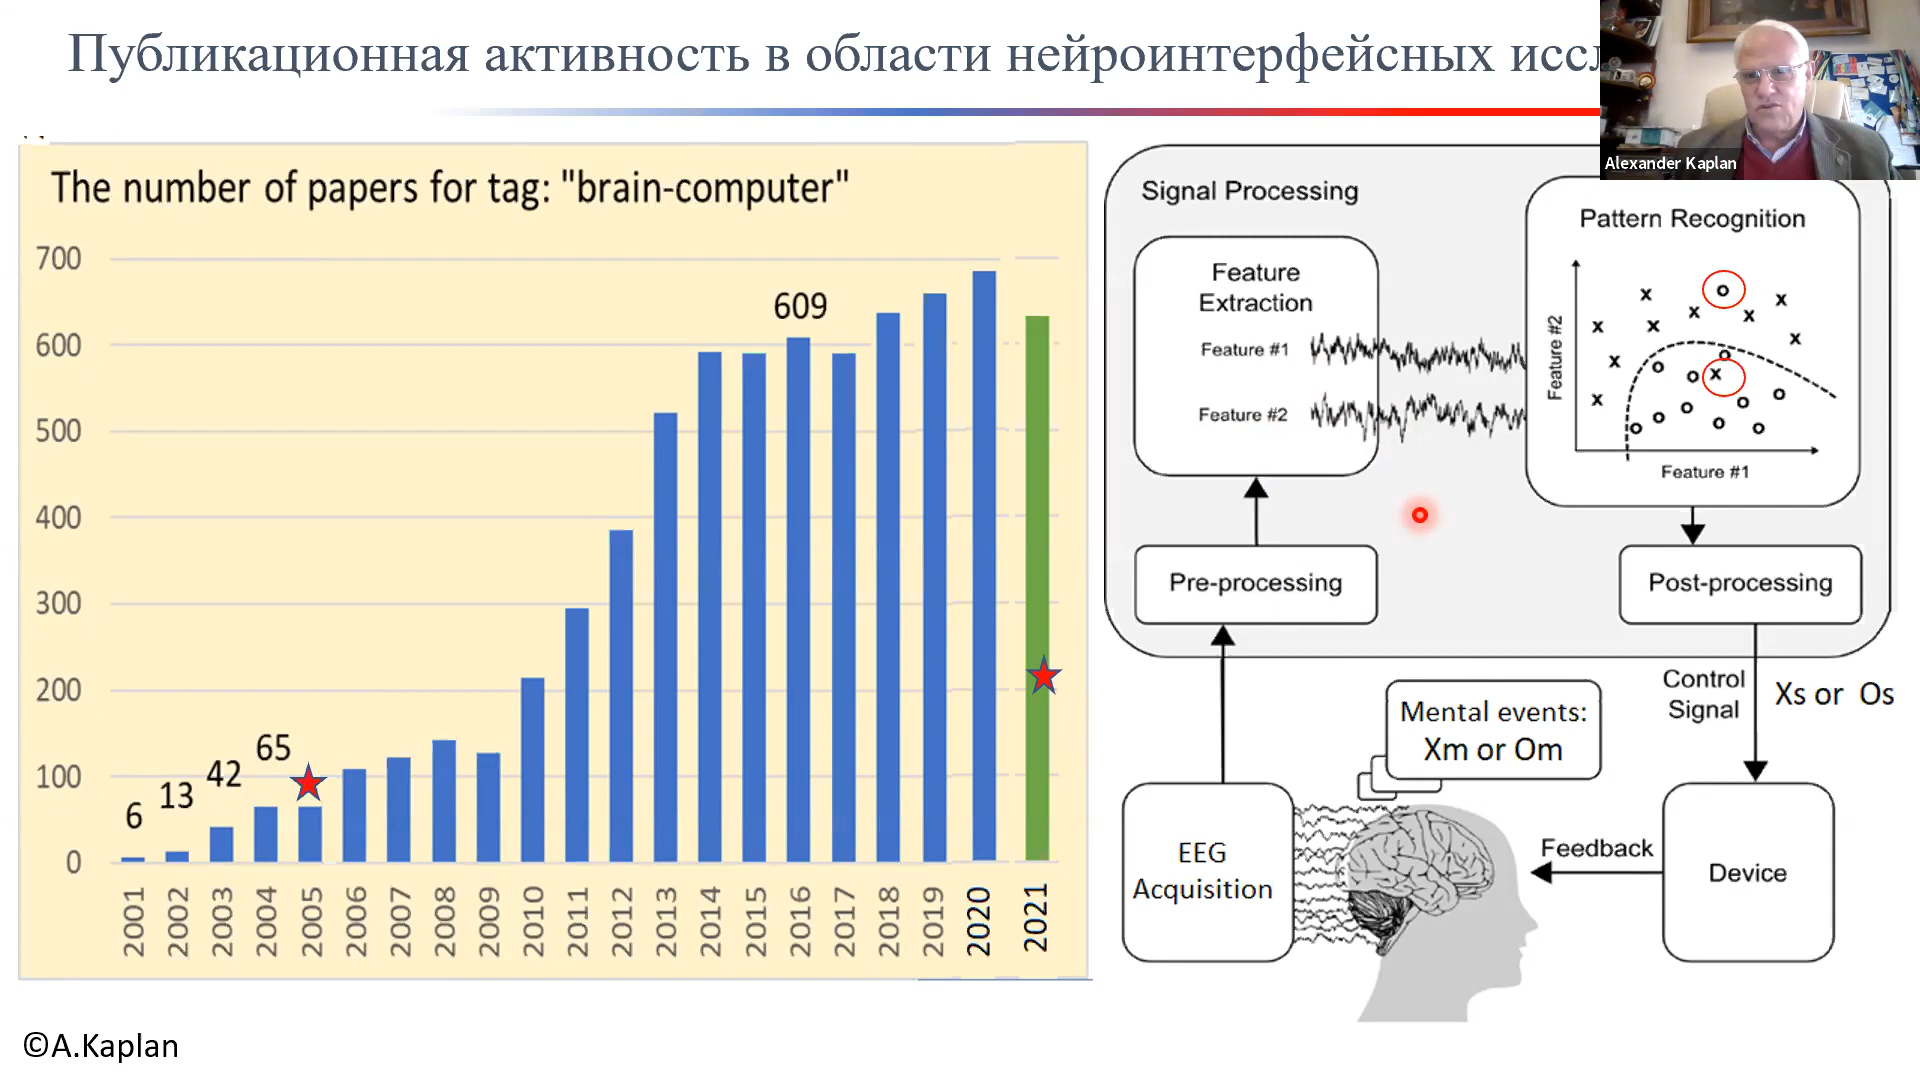 Публикационная активность в области нейроинтерфейсных
Alexander Kaplan
The number of papers for tag: "brain-computer"
700
600
500
400
300
200
100
0
6
13
42
65
609
2001
2002
2003
2004
2005
2006
2007
2008
2009
2010
2011
2012
2013
2014
2015
2016
2017
2018
2019
2020
2021
Signal Processing
Feature
Extraction
Feature #1
Feature #2
Pattern Recognition
Feature #2
Feature #1
Pre-processing
Post-processing
Control
Signal
Xs or Os
Mental events:
Xm or Om
EEG
Acquisition
Feedback
Device
©A.Kaplan